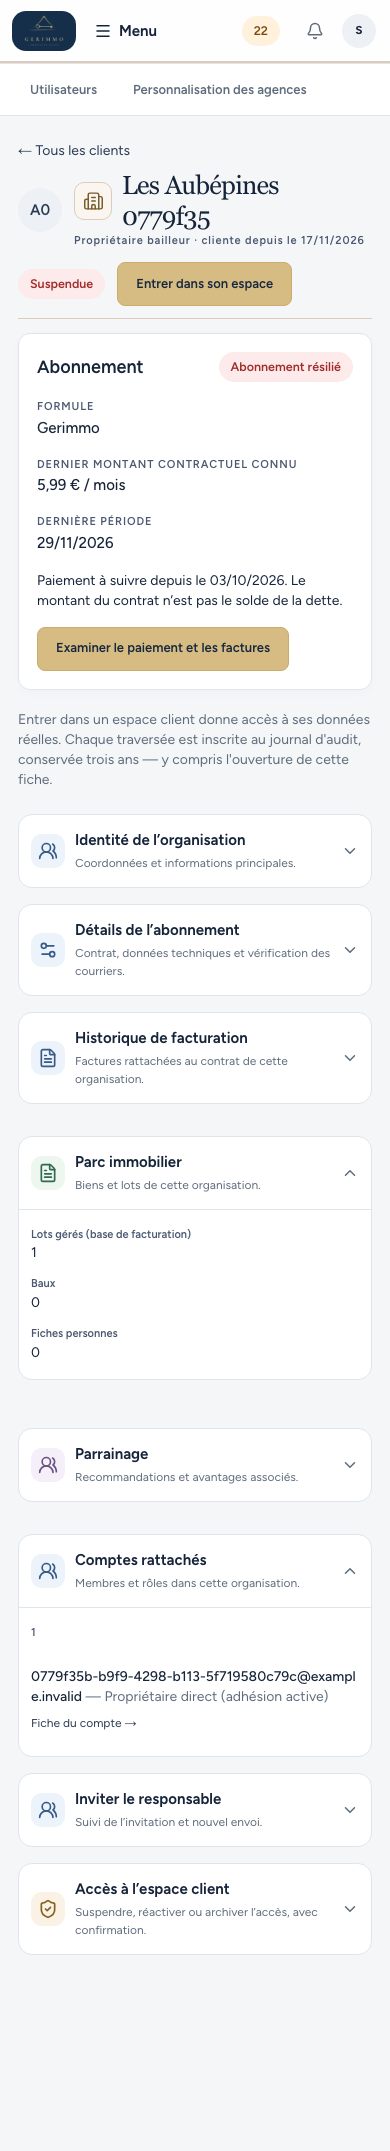 GERIMMO
Menu
22
S
Utilisateurs
Personnalisation des agences
← Tous les clients
A0
Les Aubépines
0779f35
Propriétaire bailleur · cliente depuis le 17/11/2026
Suspendue
Entrer dans son espace
Abonnement
Abonnement résilié
FORMULE
Gerimmo
DERNIER MONTANT CONTRACTUEL CONNU
5,99 € / mois
DERNIÈRE PÉRIODE
29/11/2026
Paiement à suivre depuis le 03/10/2026. Le
montant du contrat n’est pas le solde de la dette.
Examiner le paiement et les factures
Entrer dans un espace client donne accès à ses données
réelles. Chaque traversée est inscrite au journal d'audit,
conservée trois ans — y compris l'ouverture de cette
fiche.
Identité de l’organisation
Coordonnées et informations principales.
Détails de l’abonnement
Contrat, données techniques et vérification des
courriers.
Historique de facturation
Factures rattachées au contrat de cette
organisation.
Parc immobilier
Biens et lots de cette organisation.
Lots gérés (base de facturation)
1
Baux
0
Fiches personnes
0
Parrainage
Recommandations et avantages associés.
Comptes rattachés
Membres et rôles dans cette organisation.
1
0779f35b-b9f9-4298-b113-5f719580c79c@exampl
e.invalid — Propriétaire direct (adhésion active)
Fiche du compte →
Inviter le responsable
Suivi de l’invitation et nouvel envoi.
Accès à l’espace client
Suspendre, réactiver ou archiver l’accès, avec
confirmation.